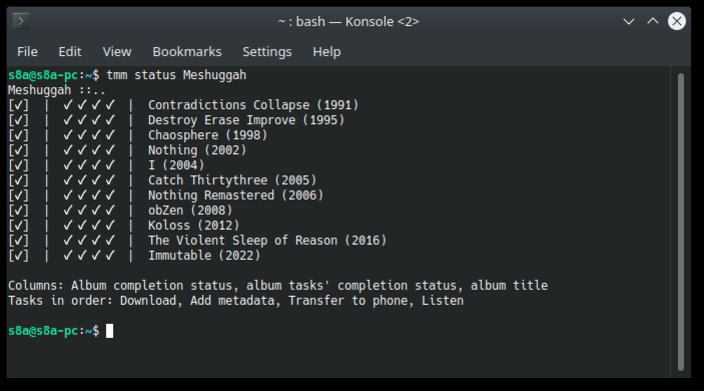 ~ : bash — Konsole <2>
File Edit View Bookmarks Settings Help
s8a@s8a-pc:~$ tmm status Meshuggah
Meshuggah ::..
[✓] | ✓✓✓✓ | Contradictions Collapse (1991)
[✓] | ✓✓✓✓ | Destroy Erase Improve (1995)
[✓] | ✓✓✓✓ | Chaosphere (1998)
[✓] | ✓✓✓✓ | Nothing (2002)
[✓] | ✓✓✓✓ | I (2004)
[✓] | ✓✓✓✓ | Catch Thirtythree (2005)
[✓] | ✓✓✓✓ | Nothing Remastered (2006)
[✓] | ✓✓✓✓ | obZen (2008)
[✓] | ✓✓✓✓ | Koloss (2012)
[✓] | ✓✓✓✓ | The Violent Sleep of Reason (2016)
[✓] | ✓✓✓✓ | Immutable (2022)
Columns: Album completion status, album tasks' completion status, album title
Tasks in order: Download, Add metadata, Transfer to phone, Listen
s8a@s8a-pc:~$